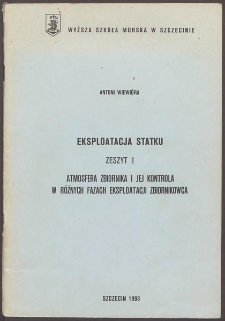 WYŻSZA SZKOŁA MORSKA W SZCZECINIE
ANTONI WIEWIÓRA
EKSPLOATACJA STATKU
ZESZYT 1
ATMOSFERA ZBIORNIKA I JEJ KONTROLA
W RÓŻNYCH FAZACH EKSPLOATACJI ZBIORNIKOWCA
SZCZECIN 1993